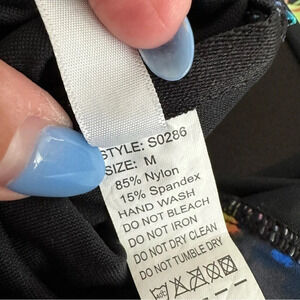 STYLE: S0286
SIZE: M
85% Nylon
15% Spandex
HAND WASH
DO NOT BLEACH
DO NOT IRON
DO NOT DRY CLEAN
DO NOT TUMBLE DRY